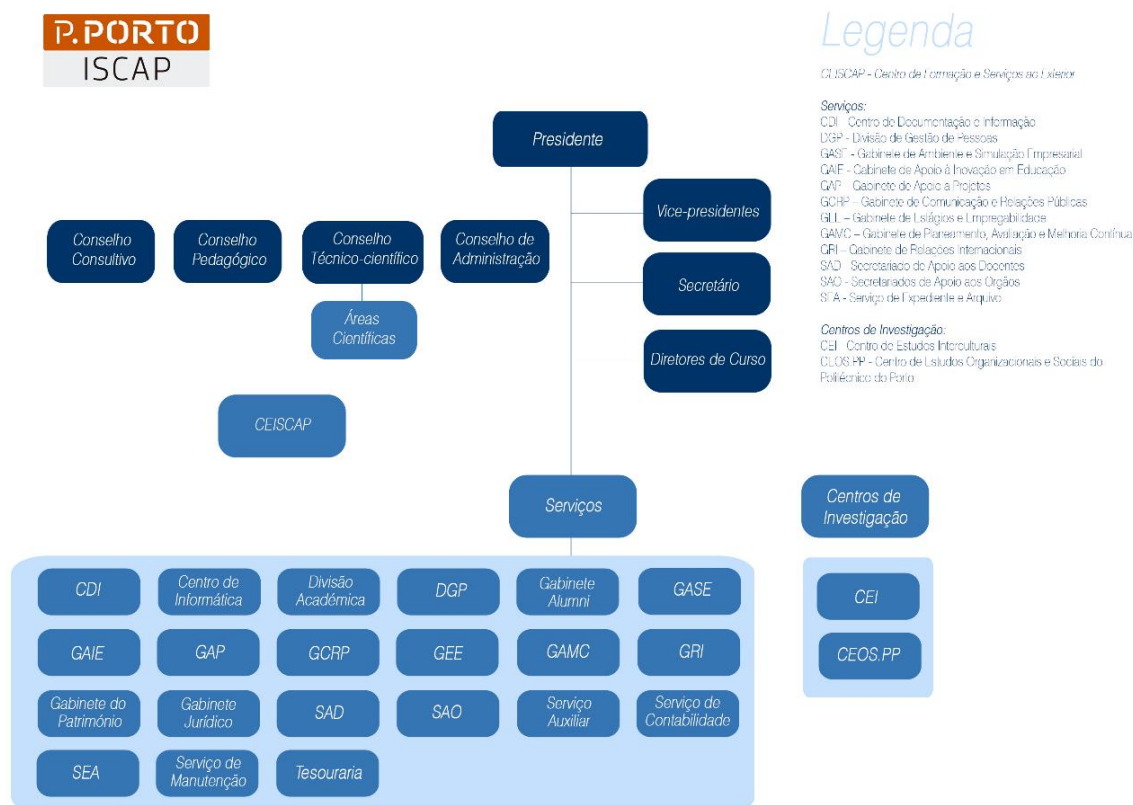 P.PORTO
ISCAP
Legenda
CEISCAP - Centro de Formação e Serviços ao Exterior
Serviços:
CDI - Centro de Documentação e Informação
DGP - Divisão de Gestão de Pessoas
GASE - Gabinete de Ambiente e Simulação Empresarial
GAIE - Gabinete de Apoio à Inovação em Educação
GAP - Gabinete de Apoio a Projetos
GCRP – Gabinete de Comunicação e Relações Públicas
GEE – Gabinete de Estágios e Empregabilidade
GAMC – Gabinete de Planeamento, Avaliação e Melhoria Contínua
GRI – Gabinete de Relações Internacionais
SAD - Secretariado de Apoio aos Docentes
SAO - Secretariados de Apoio aos Orgãos
SEA - Serviço de Expediente e Arquivo
Centros de Investigação:
CEI - Centro de Estudos Interculturais
CEOS.PP - Centro de Estudos Organizacionais e Sociais do
Politécnico do Porto
Presidente
Vice-presidentes
Secretário
Diretores de Curso
Conselho
Consultivo
Conselho
Pedagógico
Conselho
Técnico-científico
Conselho de
Administração
Áreas
Científicas
CEISCAP
Serviços
Centros de
Investigação
CDI
Centro de
Informática
Divisão
Académica
DGP
Gabinete
Alumni
GASE
GAIE
GAP
GCRP
GEE
GAMC
GRI
Gabinete do
Património
Gabinete
Jurídico
SAD
SAO
Serviço
Auxiliar
Serviço de
Contabilidade
SEA
Serviço de
Manutenção
Tesouraria
CEI
CEOS.PP